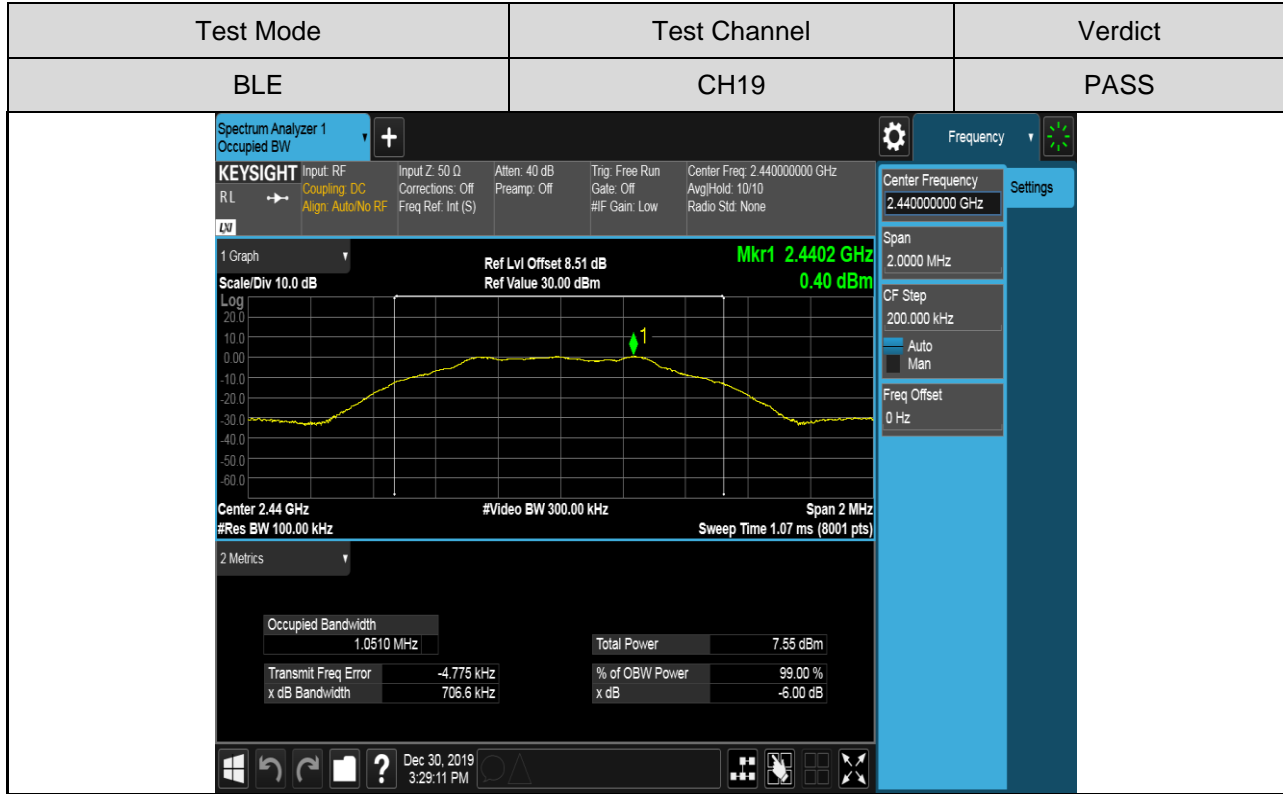 Test Mode Test Channel Verdict
BLE CH19 PASS
Spectrum Analyzer 1
Occupied BW
+
Frequency
KEYSIGHT Input: RF Input Z: 50 Ω Atten: 40 dB Trig: Free Run Center Freq: 2.440000000 GHz
RL Coupling: DC Corrections: Off Preamp: Off Gate: Off Avg|Hold: 10/10
Align: Auto/No RF Freq Ref: Int (S) #IF Gain: Low Radio Std: None
LXI
Center Frequency
2.440000000 GHz
Settings
Span
2.0000 MHz
CF Step
200.000 kHz
Auto
Man
Freq Offset
0 Hz
1 Graph
Ref Lvl Offset 8.51 dB
Mkr1 2.4402 GHz
Scale/Div 10.0 dB Ref Value 30.00 dBm 0.40 dBm
Log
20.0
10.0
0.00
-10.0
-20.0
-30.0
-40.0
-50.0
-60.0
1
Center 2.44 GHz #Video BW 300.00 kHz Span 2 MHz
#Res BW 100.00 kHz Sweep Time 1.07 ms (8001 pts)
2 Metrics
Occupied Bandwidth
1.0510 MHz Total Power 7.55 dBm
Transmit Freq Error -4.775 kHz % of OBW Power 99.00 %
x dB Bandwidth 706.6 kHz x dB -6.00 dB
? Dec 30, 2019
3:29:11 PM